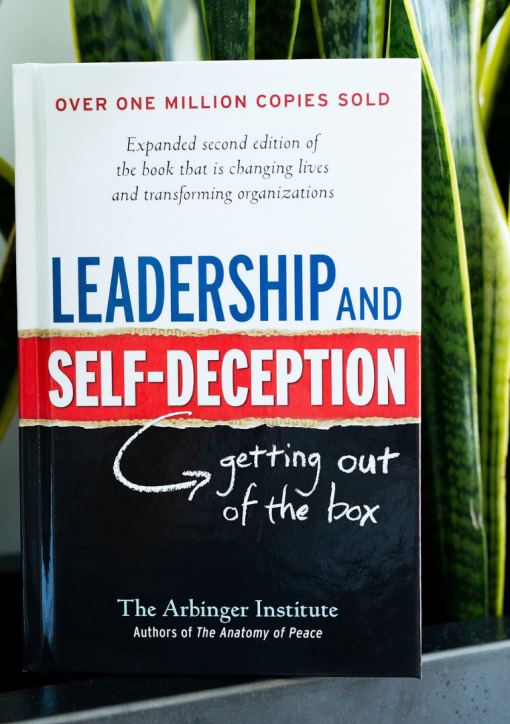 OVER ONE MILLION COPIES SOLD
Expanded second edition of
the book that is changing lives
and transforming organizations
LEADERSHIP AND
SELF-DECEPTION
getting out
of the box
The Arbinger Institute
Authors of The Anatomy of Peace